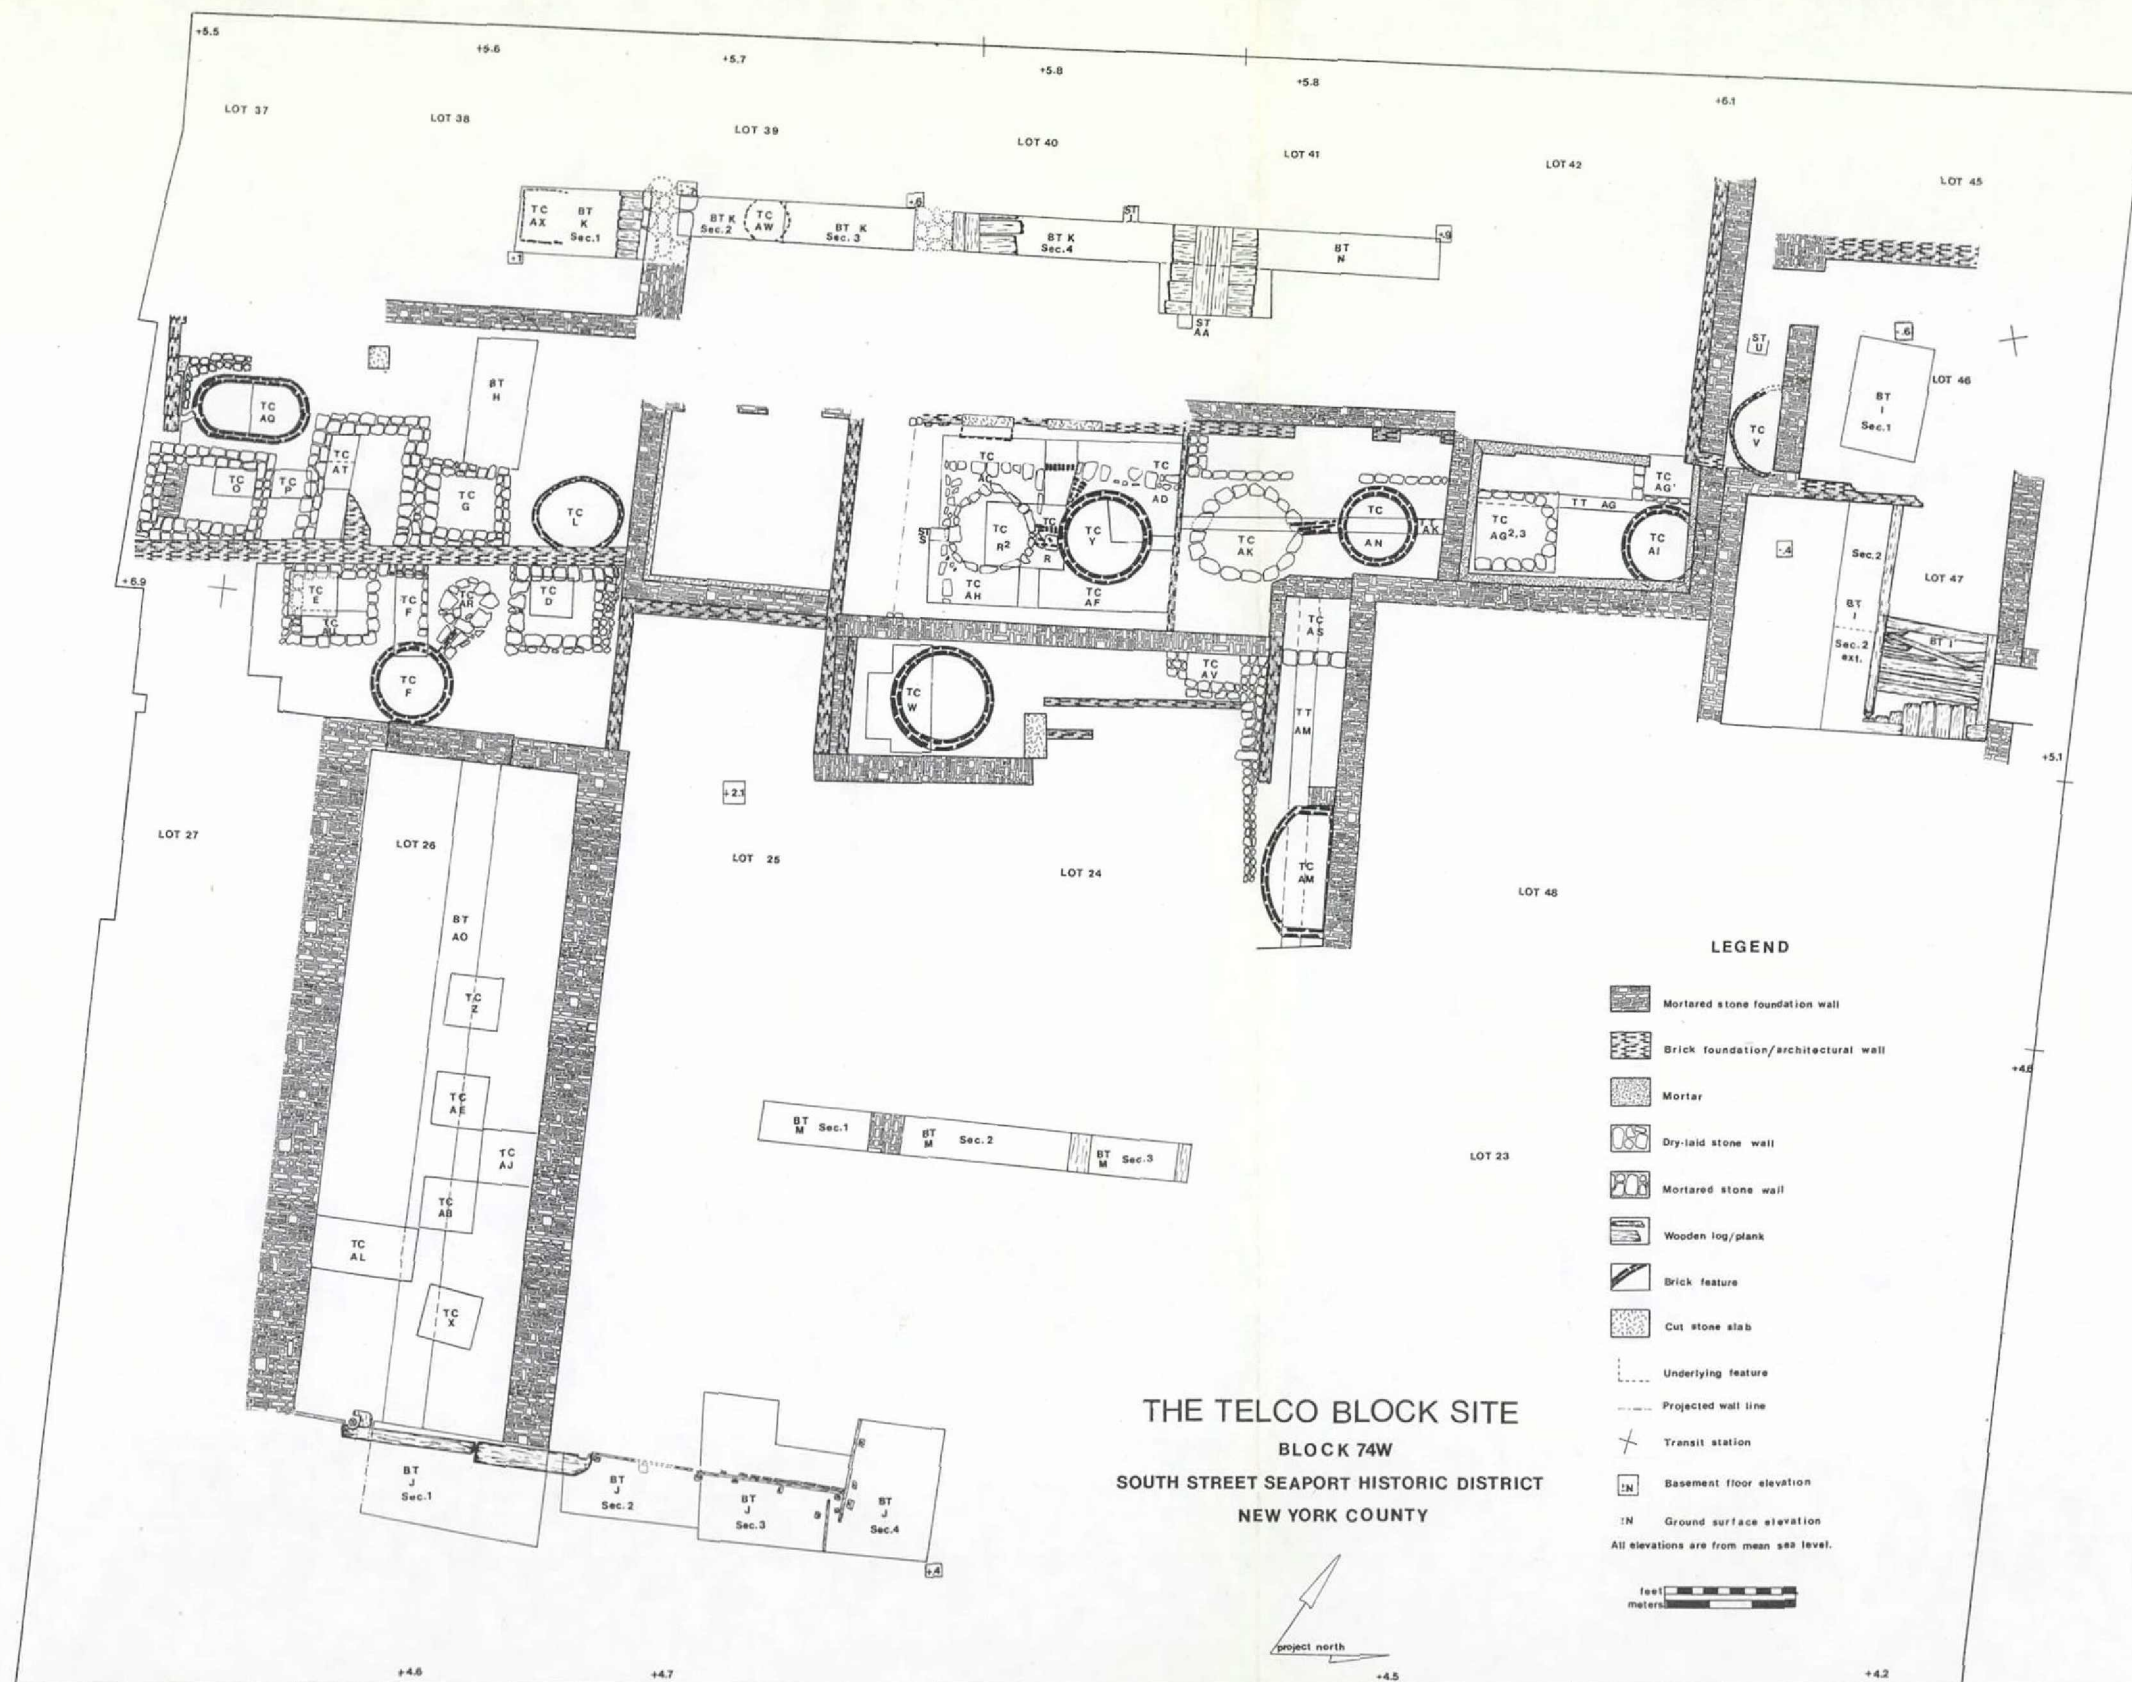 +5.5
+5.6
+5.7
+5.8
+5.8
+6.1
LOT 37
LOT 38
LOT 39
LOT 40
LOT 41
LOT 42
LOT 45
TC
AX
BT
K
Sec.1
BT K
Sec.2
TC
AW
BT K
Sec. 3
+.6
BT K
Sec.4
ST
BT
N
+.9
+.1
ST
AA
ST
U
-.6
LOT 46
BT
I
Sec.1
BT
H
TC
AQ
TC
AT
TC
O
TC
P
TC
G
TC
L
TC
AC
TC
AD
TC
R2
TC
R
TC
Y
TC
AH
TC
AF
ST
S
TC
AK
TC
AN
TT
AK
TC
AG'
TT AG
TC
AG2,3
TC
AI
TC
V
-.4
Sec.2
LOT 47
BT
I
Sec.2
ext.
BT I
+6.9
TC
E
TC
TC
F
TC
AR
TC
D
TC
F
TC
W
TC
AV
TC
AS
TT
AM
TC
AM
+5.1
+2.1
LOT 27
LOT 26
LOT 25
LOT 24
LOT 48
BT
AO
TC
Z
TC
AE
TC
AJ
TC
AB
TC
AL
TC
X
BT
M
Sec.1
BT
M
Sec. 2
BT
M
Sec.3
LOT 23
+4.6
BT
J
Sec.1
BT
J
Sec.2
BT
J
Sec.3
BT
J
Sec.4
+.4
THE TELCO BLOCK SITE
BLOCK 74W
SOUTH STREET SEAPORT HISTORIC DISTRICT
NEW YORK COUNTY
project north
LEGEND
Mortared stone foundation wall
Brick foundation/architectural wall
Mortar
Dry-laid stone wall
Mortared stone wall
Wooden log/plank
Brick feature
Cut stone slab
Underlying feature
Projected wall line
Transit station
!N Basement floor elevation
!N Ground surface elevation
All elevations are from mean sea level.
feet
meters
+4.6
+4.7
+4.5
+4.2